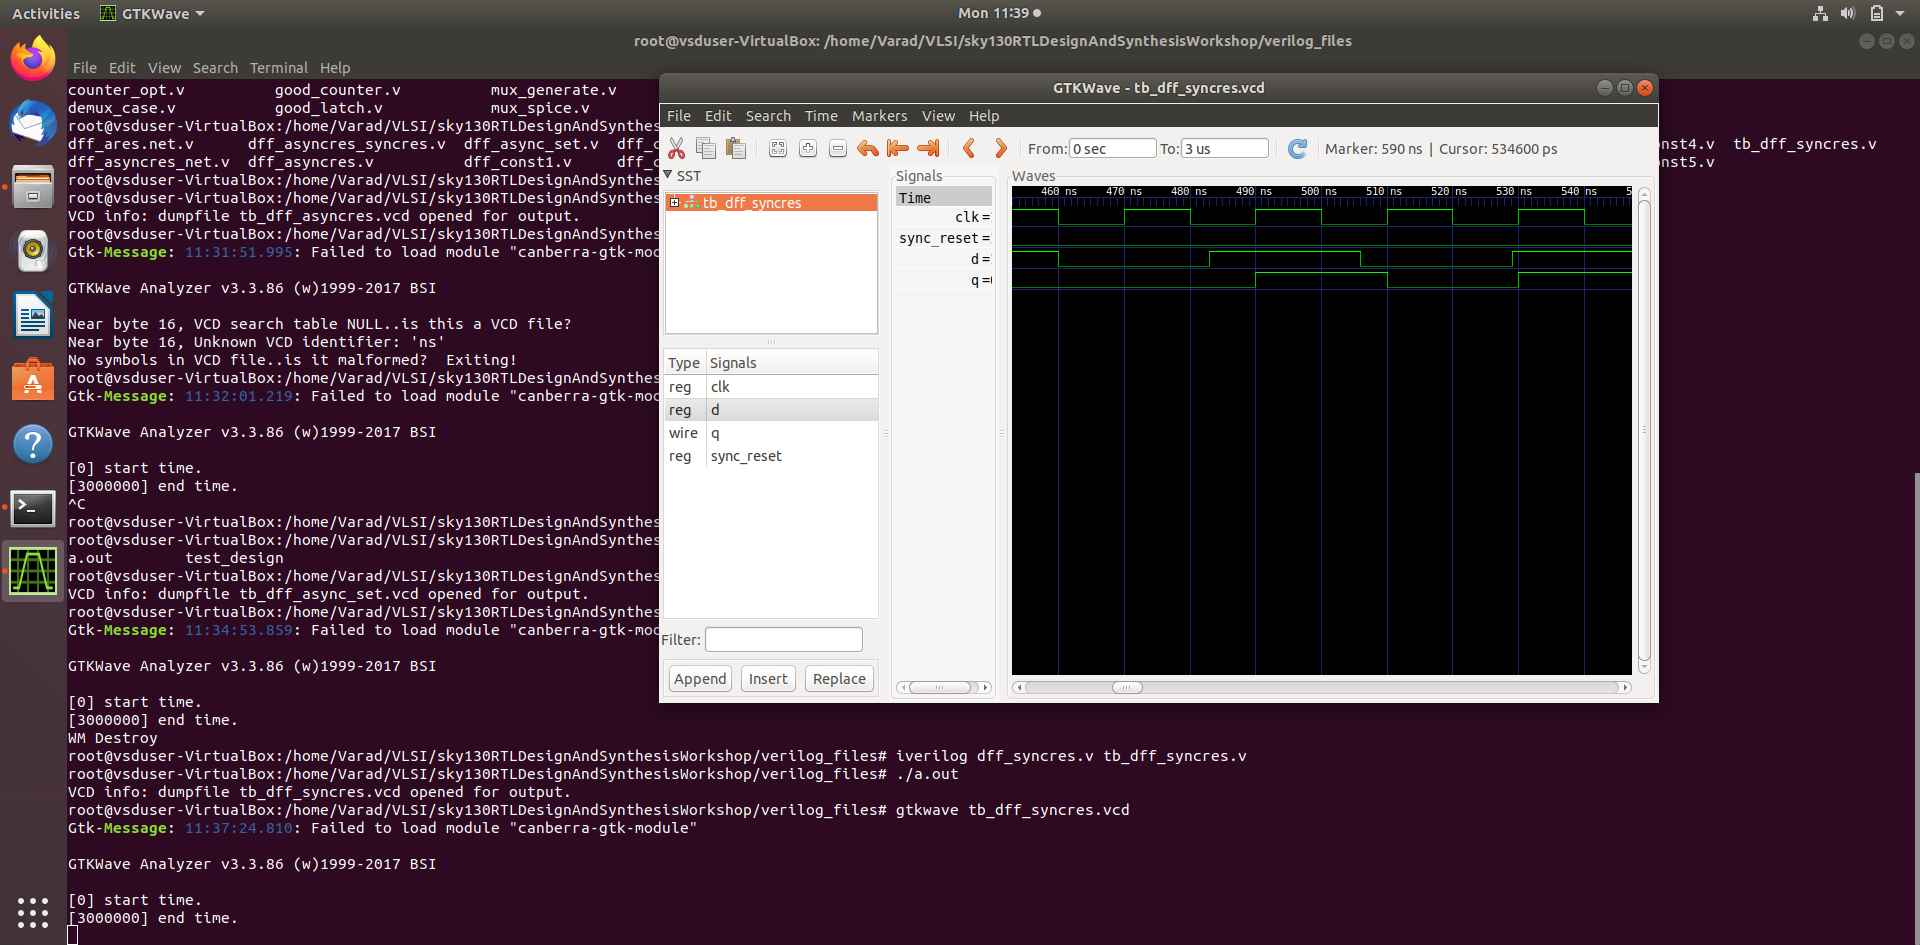 Activities GTKWave Mon 11:39
root@vsduser-VirtualBox: /home/Varad/VLSI/sky130RTLDesignAndSynthesisWorkshop/verilog_files
File Edit View Search Terminal Help
counter_opt.v good_counter.v mux_generate.v
demux_case.v good_latch.v mux_spice.v
root@vsduser-VirtualBox:/home/Varad/VLSI/sky130RTLDesignAndSynthes
dff_ares.net.v dff_asyncres_syncres.v dff_async_set.v dff_c nst4.v tb_dff_syncres.v
dff_asyncres_net.v dff_asyncres.v dff_const1.v dff_c nst5.v
root@vsduser-VirtualBox:/home/Varad/VLSI/sky130RTLDesignAndSynthes
root@vsduser-VirtualBox:/home/Varad/VLSI/sky130RTLDesignAndSynthes
VCD info: dumpfile tb_dff_asyncres.vcd opened for output.
root@vsduser-VirtualBox:/home/Varad/VLSI/sky130RTLDesignAndSynthes
Gtk-Message: 11:31:51.995: Failed to load module "canberra-gtk-mod
GTKWave Analyzer v3.3.86 (w)1999-2017 BSI
Near byte 16, VCD search table NULL..is this a VCD file?
Near byte 16, Unknown VCD identifier: 'ns'
No symbols in VCD file..is it malformed?  Exiting!
root@vsduser-VirtualBox:/home/Varad/VLSI/sky130RTLDesignAndSynthes
Gtk-Message: 11:32:01.219: Failed to load module "canberra-gtk-mod
GTKWave Analyzer v3.3.86 (w)1999-2017 BSI
[0] start time.
[3000000] end time.
^C
root@vsduser-VirtualBox:/home/Varad/VLSI/sky130RTLDesignAndSynthes
root@vsduser-VirtualBox:/home/Varad/VLSI/sky130RTLDesignAndSynthes
a.out test_design
root@vsduser-VirtualBox:/home/Varad/VLSI/sky130RTLDesignAndSynthes
VCD info: dumpfile tb_dff_async_set.vcd opened for output.
root@vsduser-VirtualBox:/home/Varad/VLSI/sky130RTLDesignAndSynthes
Gtk-Message: 11:34:53.859: Failed to load module "canberra-gtk-mod
GTKWave Analyzer v3.3.86 (w)1999-2017 BSI
[0] start time.
[3000000] end time.
WM Destroy
root@vsduser-VirtualBox:/home/Varad/VLSI/sky130RTLDesignAndSynthesisWorkshop/verilog_files# iverilog dff_syncres.v tb_dff_syncres.v
root@vsduser-VirtualBox:/home/Varad/VLSI/sky130RTLDesignAndSynthesisWorkshop/verilog_files# ./a.out
VCD info: dumpfile tb_dff_syncres.vcd opened for output.
root@vsduser-VirtualBox:/home/Varad/VLSI/sky130RTLDesignAndSynthesisWorkshop/verilog_files# gtkwave tb_dff_syncres.vcd
Gtk-Message: 11:37:24.810: Failed to load module "canberra-gtk-module"
GTKWave Analyzer v3.3.86 (w)1999-2017 BSI
[0] start time.
[3000000] end time.
GTKWave - tb_dff_syncres.vcd
File Edit Search Time Markers View Help
From: 0 sec To: 3 us Marker: 590 ns | Cursor: 534600 ps
SST
tb_dff_syncres
Type Signals
reg clk
reg d
wire q
reg sync_reset
Filter:
Append Insert Replace
Signals
Time
clk =
sync_reset =
d =
q =
Waves
460 ns 470 ns 480 ns 490 ns 500 ns 510 ns 520 ns 530 ns 540 ns 5